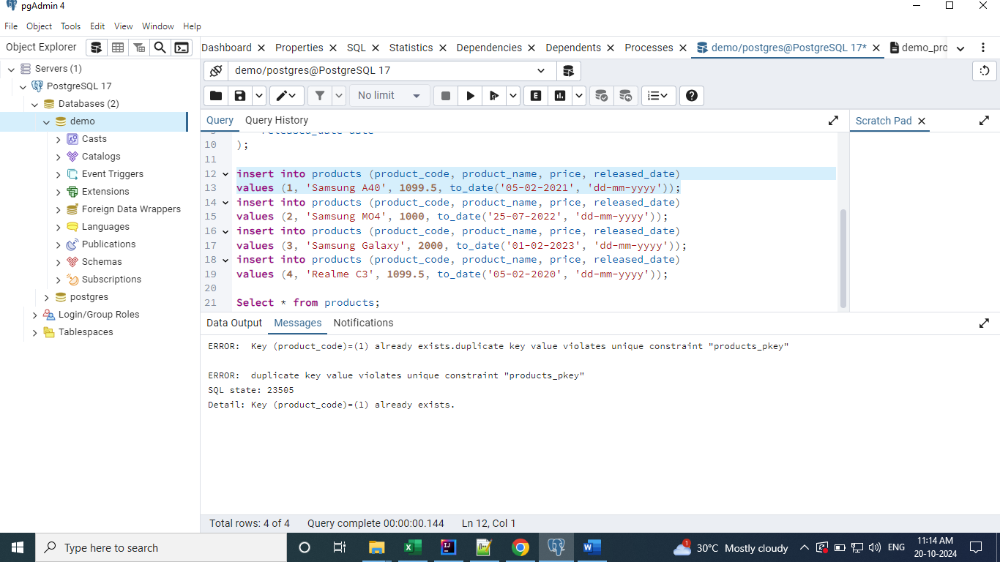 pgAdmin 4
File Object Tools Edit View Window Help
Object Explorer
Dashboard Properties SQL Statistics Dependencies Dependents Processes demo/postgres@PostgreSQL 17* demo_pro
Servers (1)
PostgreSQL 17
Databases (2)
demo
Casts
Catalogs
Event Triggers
Extensions
Foreign Data Wrappers
Languages
Publications
Schemas
Subscriptions
postgres
Login/Group Roles
Tablespaces
demo/postgres@PostgreSQL 17
No limit
E
Query Query History
Scratch Pad
9 released_date date
10 );
11
12 insert into products (product_code, product_name, price, released_date)
13 values (1, 'Samsung A40', 1099.5, to_date('05-02-2021', 'dd-mm-yyyy'));
14 insert into products (product_code, product_name, price, released_date)
15 values (2, 'Samsung MO4', 1000, to_date('25-07-2022', 'dd-mm-yyyy'));
16 insert into products (product_code, product_name, price, released_date)
17 values (3, 'Samsung Galaxy', 2000, to_date('01-02-2023', 'dd-mm-yyyy'));
18 insert into products (product_code, product_name, price, released_date)
19 values (4, 'Realme C3', 1099.5, to_date('05-02-2020', 'dd-mm-yyyy'));
20
21 Select * from products;
Data Output Messages Notifications
ERROR:  Key (product_code)=(1) already exists.duplicate key value violates unique constraint "products_pkey"
ERROR:  duplicate key value violates unique constraint "products_pkey"
SQL state: 23505
Detail: Key (product_code)=(1) already exists.
Total rows: 4 of 4 Query complete 00:00:00.144 Ln 12, Col 1
Type here to search
1
30°C Mostly cloudy
ENG
11:14 AM
20-10-2024